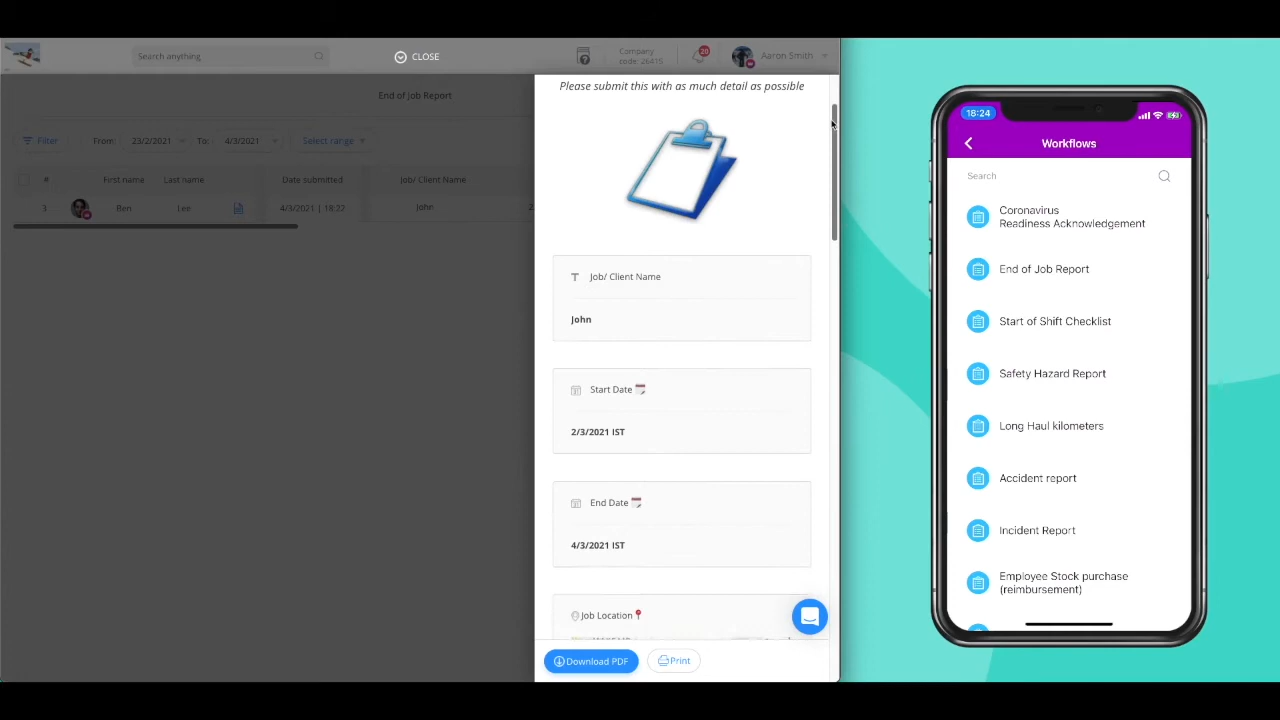 Search anything
CLOSE
Company
code: 26415
20
Aaron Smith
End of Job Report
Filter
From:
23/2/2021
To:
4/3/2021
Select range
#
First name
Last name
Date submitted
Job/ Client Name
3
Ben
Lee
4/3/2021 | 18:22
John
2
Please submit this with as much detail as possible
Job/ Client Name
John
Start Date
2/3/2021 IST
End Date
4/3/2021 IST
Job Location
Download PDF
Print
18:24
Workflows
Search
Coronavirus
Readiness Acknowledgement
End of Job Report
Start of Shift Checklist
Safety Hazard Report
Long Haul kilometers
Accident report
Incident Report
Employee Stock purchase
(reimbursement)